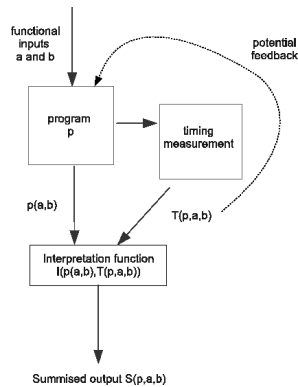 functional
inputs
a and b
potential
feedback
program
p
timing
measurement
p(a,b)
T(p,a,b)
Interpretation function
I(p(a,b),T(p,a,b))
Summised output S(p,a,b)